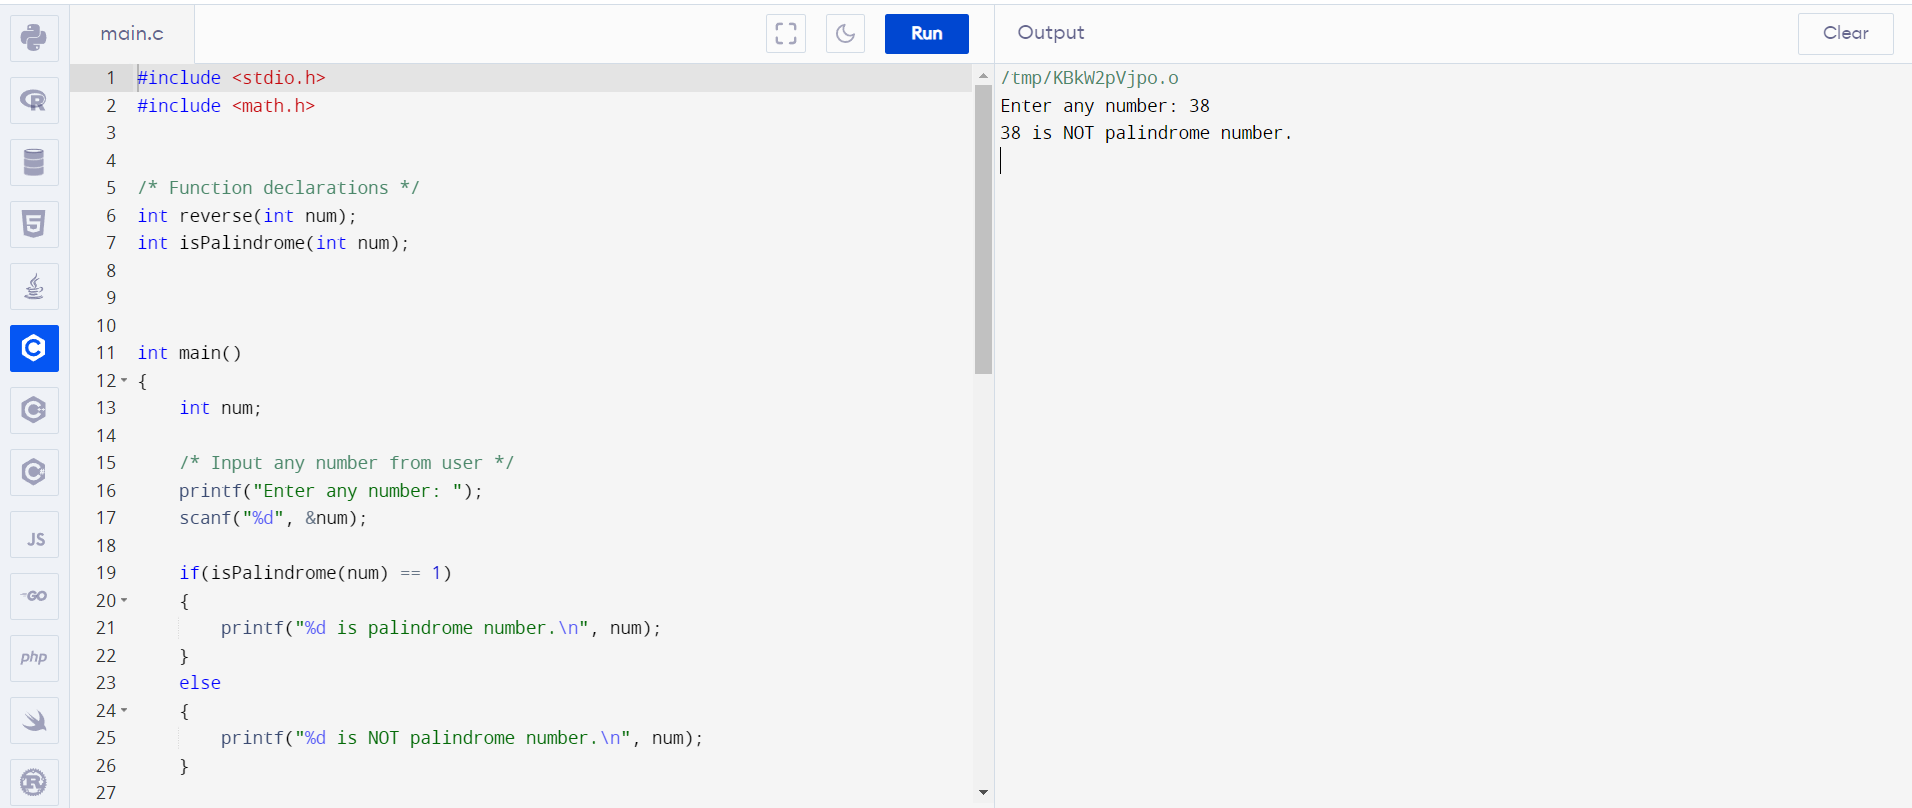 main.c
Run
Output
Clear
1 #include <stdio.h>
2 #include <math.h>
3
4
5 /* Function declarations */
6 int reverse(int num);
7 int isPalindrome(int num);
8
9
10
11 int main()
12 {
13     int num;
14
15     /* Input any number from user */
16     printf("Enter any number: ");
17     scanf("%d", &num);
18
19     if(isPalindrome(num) == 1)
20     {
21         printf("%d is palindrome number.\n", num);
22     }
23     else
24     {
25         printf("%d is NOT palindrome number.\n", num);
26     }
27
/tmp/KBkW2pVjpo.o
Enter any number: 38
38 is NOT palindrome number.
R
5
C
C
C
JS
GO
php
R